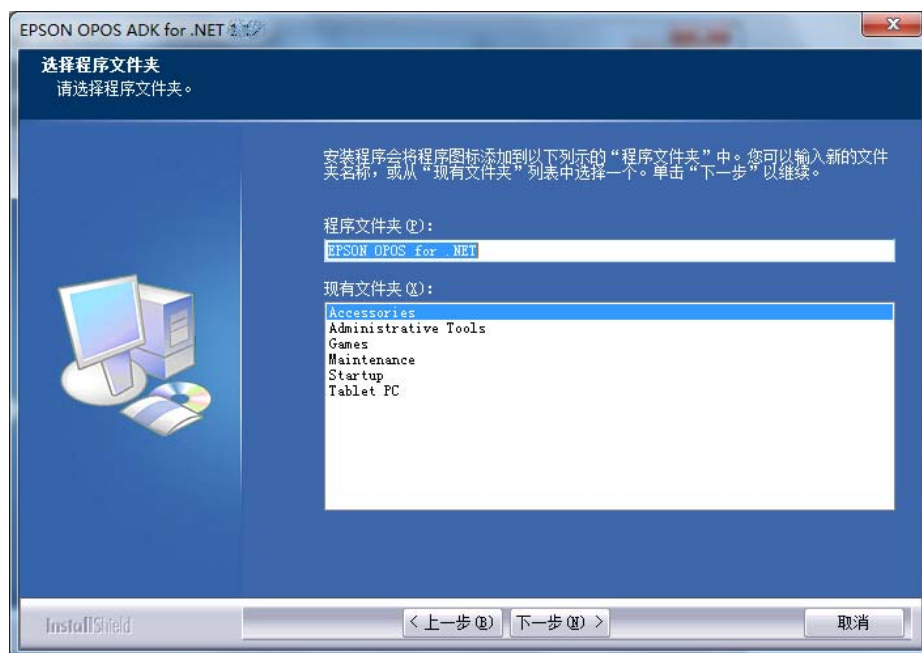 EPSON OPOS ADK for .NET
选择程序文件夹
请选择程序文件夹。
安装程序会将程序图标添加到以下列示的“程序文件夹”中。您可以输入新的文件
夹名称，或从“现有文件夹”列表中选择一个。单击“下一步”以继续。
程序文件夹(P)：
EPSON OPOS for .NET
现有文件夹(X)：
Accessories
Administrative Tools
Games
Maintenance
Startup
Tablet PC
InstallShield
< 上一步(B)
下一步(N) >
取消